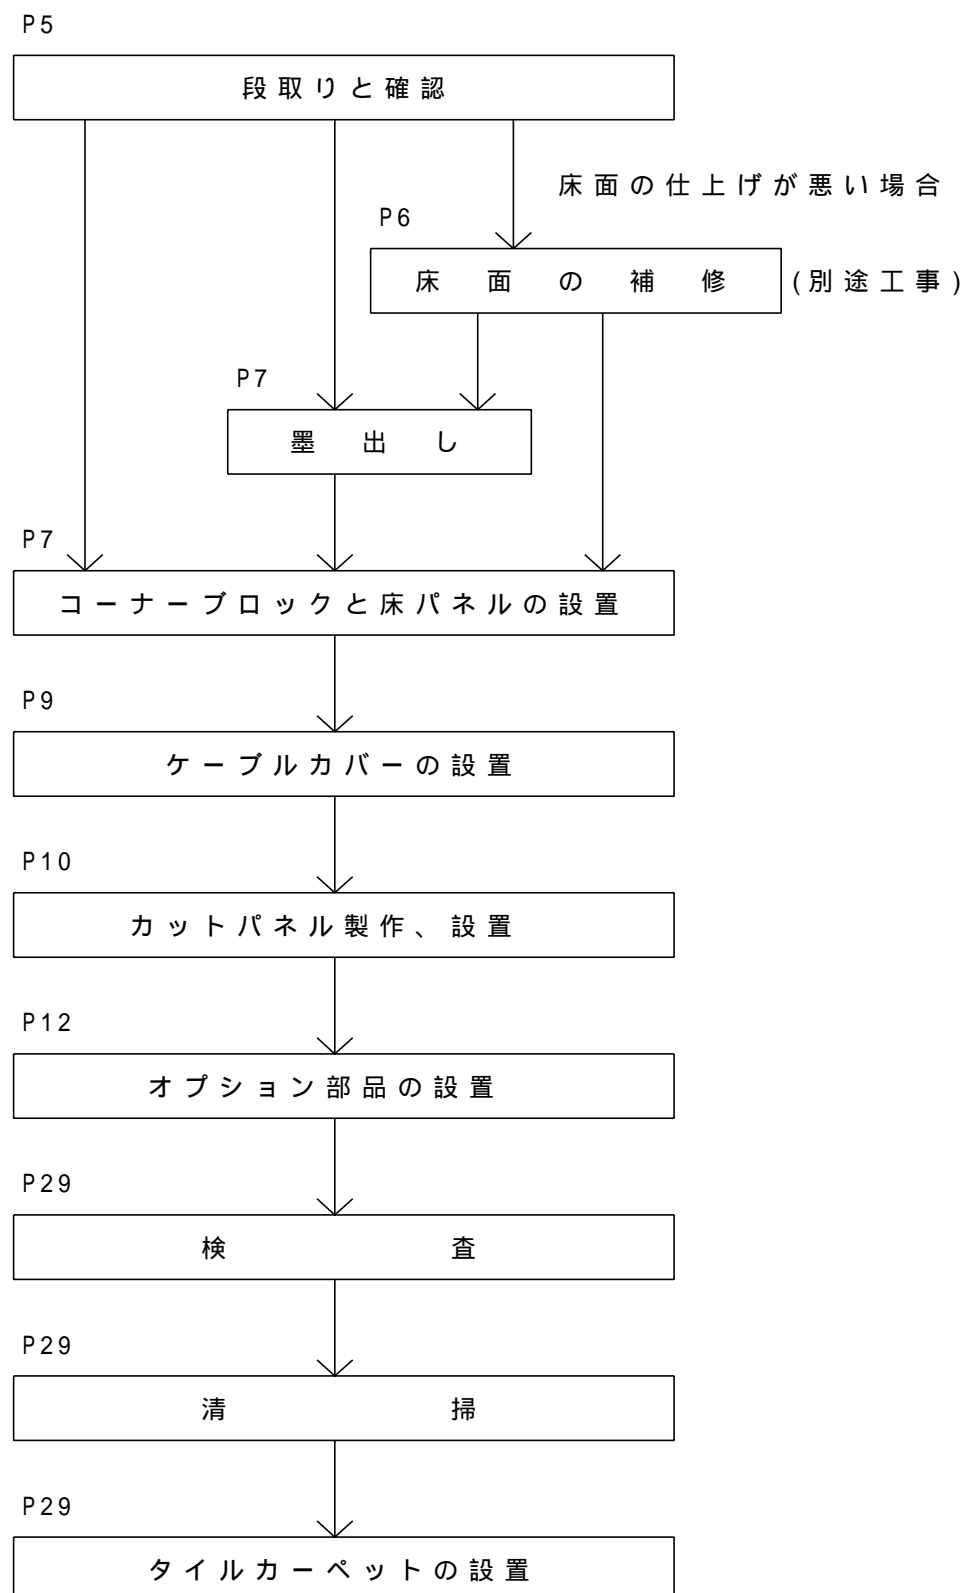 P5
段取りと確認
床面の仕上げが悪い場合
P6
床面の補修
(別途工事)
P7
墨出し
P7
コーナーブロックと床パネルの設置
P9
ケーブルカバーの設置
P10
カットパネル製作、設置
P12
オプション部品の設置
P29
検査
P29
清掃
P29
タイルカーペットの設置